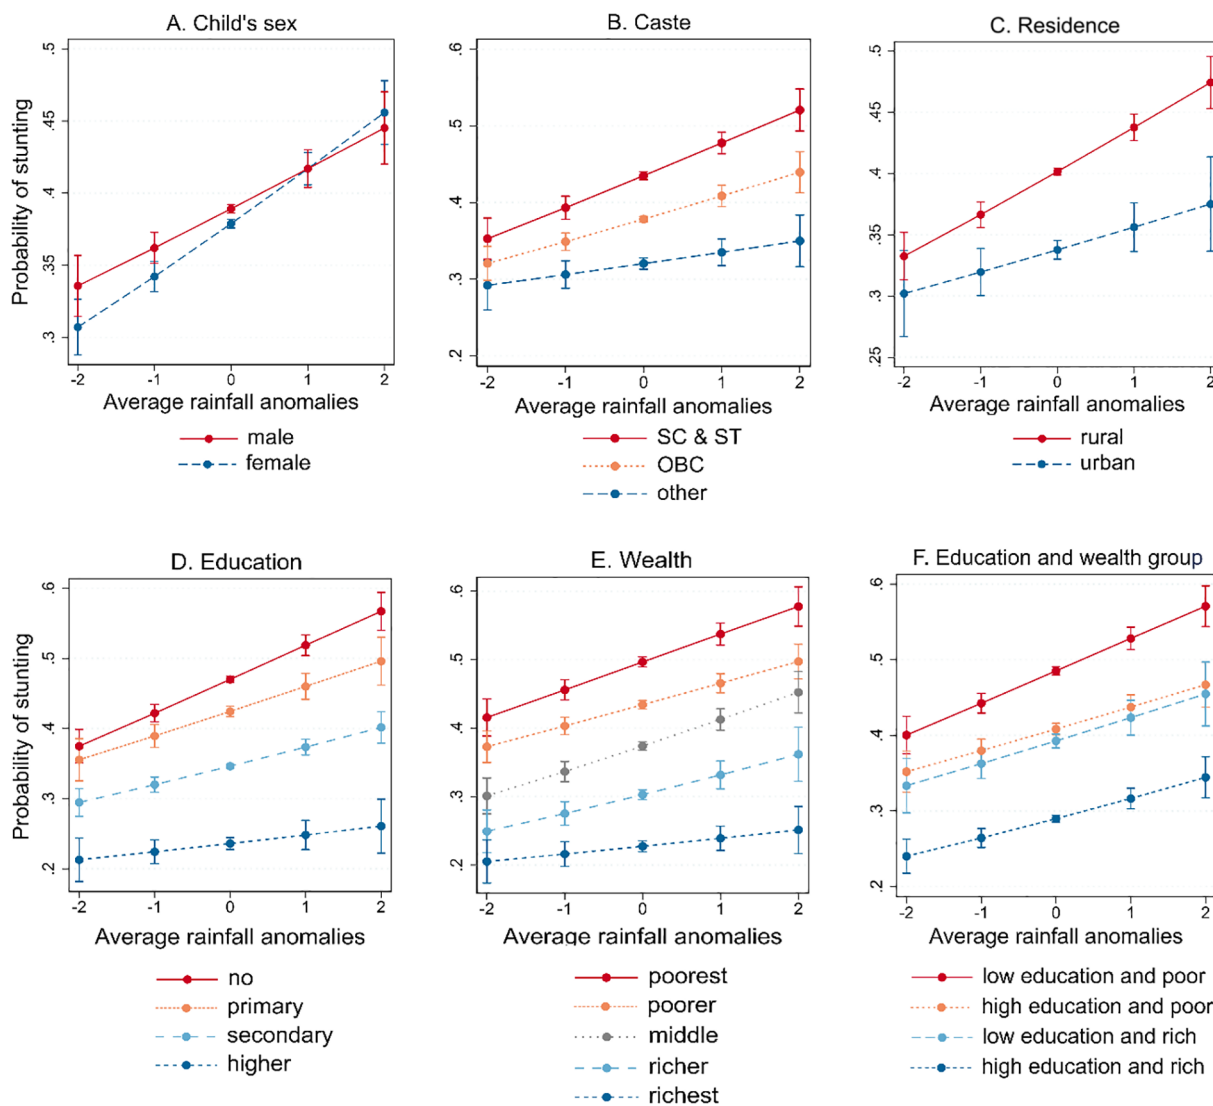 A. Child's sex
Probability of stunting
.5
.45
.4
.35
.3
-2 -1 0 1 2
Average rainfall anomalies
male
female
B. Caste
.6
.5
.4
.3
.2
-2 -1 0 1 2
Average rainfall anomalies
SC & ST
OBC
other
C. Residence
.5
.45
.4
.35
.3
.25
-2 -1 0 1 2
Average rainfall anomalies
rural
urban
D. Education
Probability of stunting
.6
.5
.4
.3
.2
-2 -1 0 1 2
Average rainfall anomalies
no
primary
secondary
higher
E. Wealth
.6
.5
.4
.3
.2
-2 -1 0 1 2
Average rainfall anomalies
poorest
poorer
middle
richer
richest
F. Education and wealth group
.6
.5
.4
.3
.2
-2 -1 0 1 2
Average rainfall anomalies
low education and poor
high education and poor
low education and rich
high education and rich